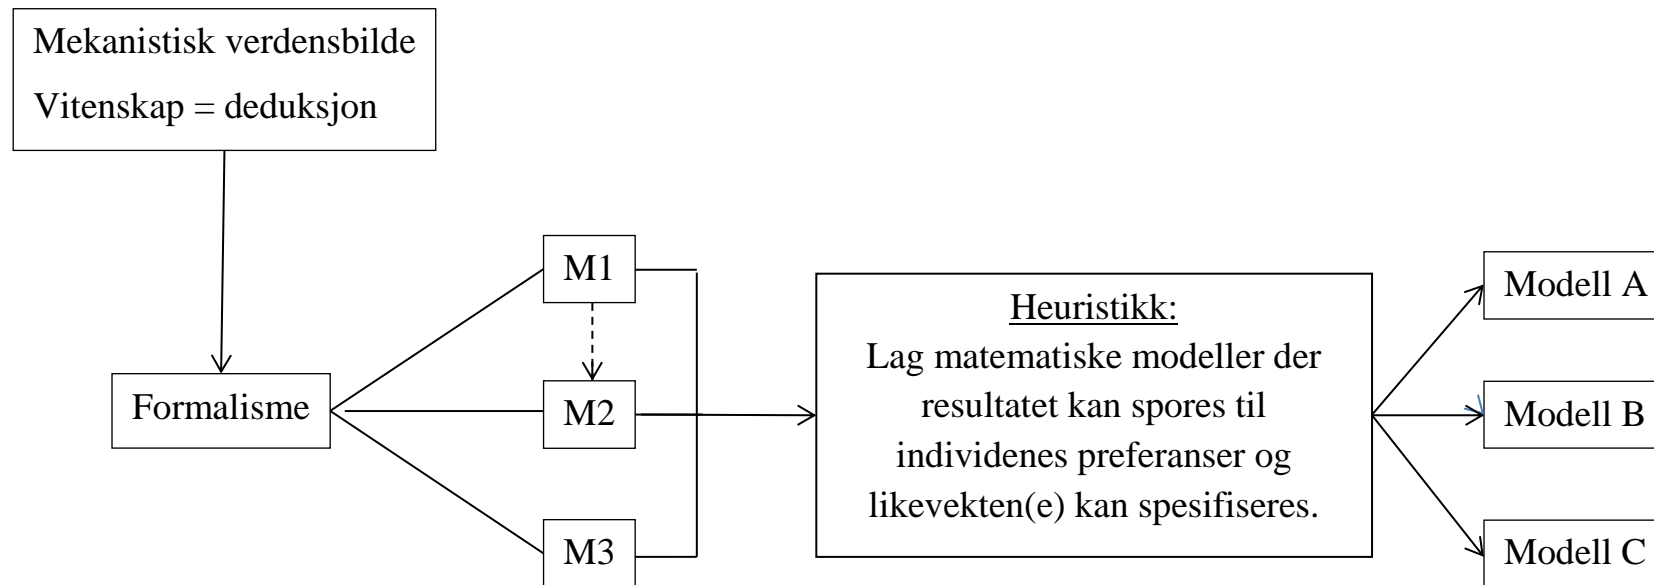 Mekanistisk verdensbilde
Vitenskap = deduksjon
Formalisme
M1
M2
M3
Heuristikk:
Lag matematiske modeller der
resultatet kan spores til
individenes preferanser og
likevekten(e) kan spesifiseres.
Modell A
Modell B
Modell C